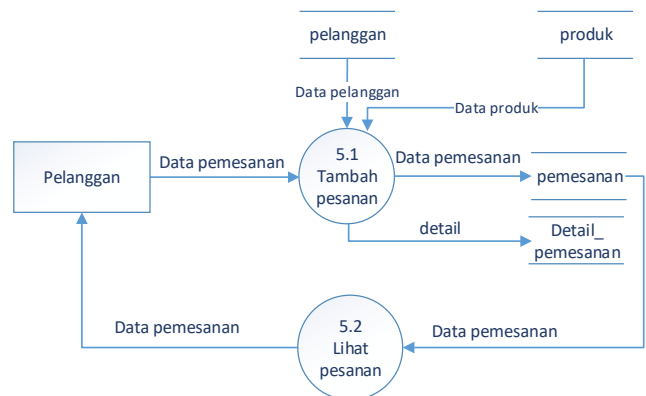 pelanggan
produk
Data pelanggan
Data produk
Pelanggan
Data pemesanan
5.1
Tambah
pesanan
Data pemesanan
pemesanan
detail
Detail_
pemesanan
Data pemesanan
5.2
Lihat
pesanan
Data pemesanan